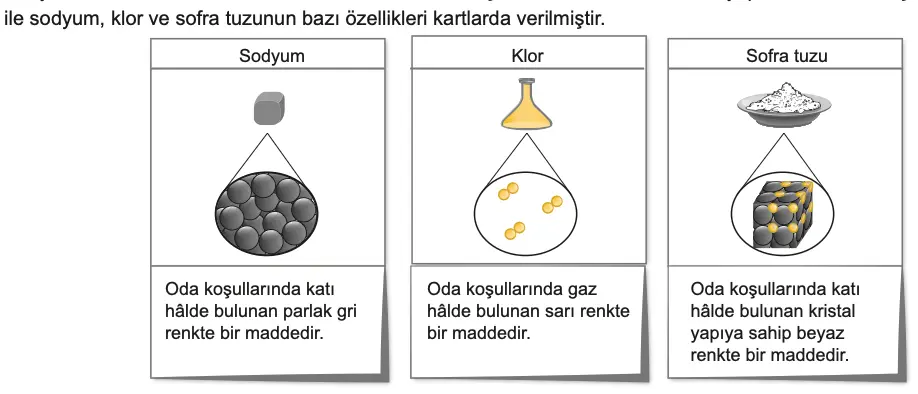 ile sodyum, klor ve sofra tuzunun bazı özellikleri kartlarda verilmiştir.
Sodyum
Klor
Sofra tuzu
Oda koşullarında katı
hâlde bulunan parlak gri
renkte bir maddedir.
Oda koşullarında gaz
hâlde bulunan sarı renkte
bir maddedir.
Oda koşullarında katı
hâlde bulunan kristal
yapıya sahip beyaz
renkte bir maddedir.